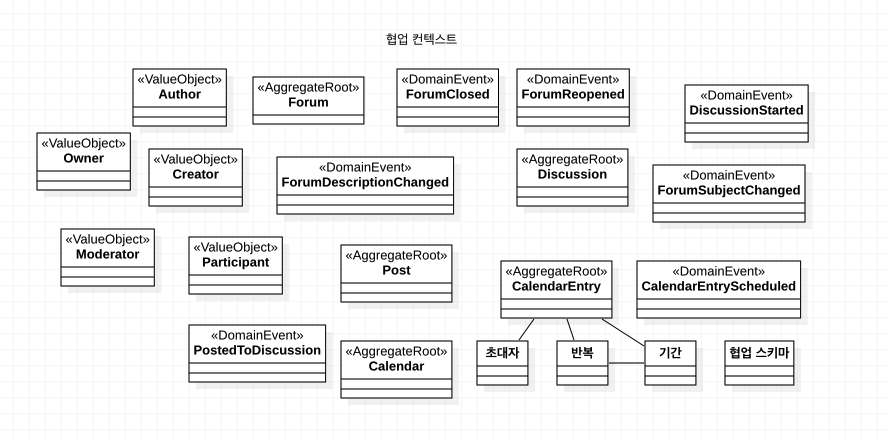 협업 컨텍스트
«ValueObject»
Author
«AggregateRoot»
Forum
«DomainEvent»
ForumClosed
«DomainEvent»
ForumReopened
«DomainEvent»
DiscussionStarted
«ValueObject»
Owner
«ValueObject»
Creator
«DomainEvent»
ForumDescriptionChanged
«AggregateRoot»
Discussion
«DomainEvent»
ForumSubjectChanged
«ValueObject»
Moderator
«ValueObject»
Participant
«AggregateRoot»
Post
«AggregateRoot»
CalendarEntry
«DomainEvent»
CalendarEntryScheduled
«DomainEvent»
PostedToDiscussion
«AggregateRoot»
Calendar
초대자
반복
기간
협업 스키마